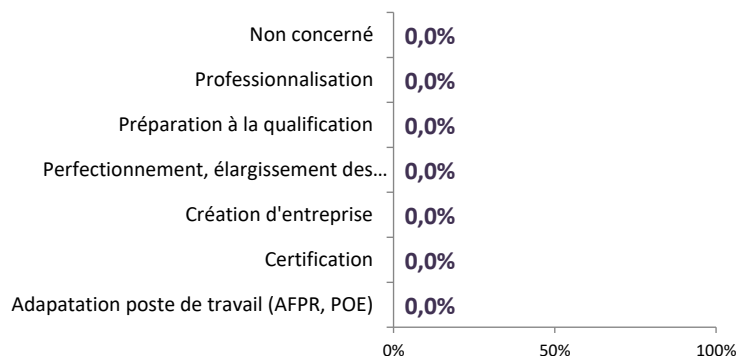 Non concerné 0,0%
Professionnalisation 0,0%
Préparation à la qualification 0,0%
Perfectionnement, élargissement des... 0,0%
Création d'entreprise 0,0%
Certification 0,0%
Adapatation poste de travail (AFPR, POE) 0,0%
0% 50% 100%